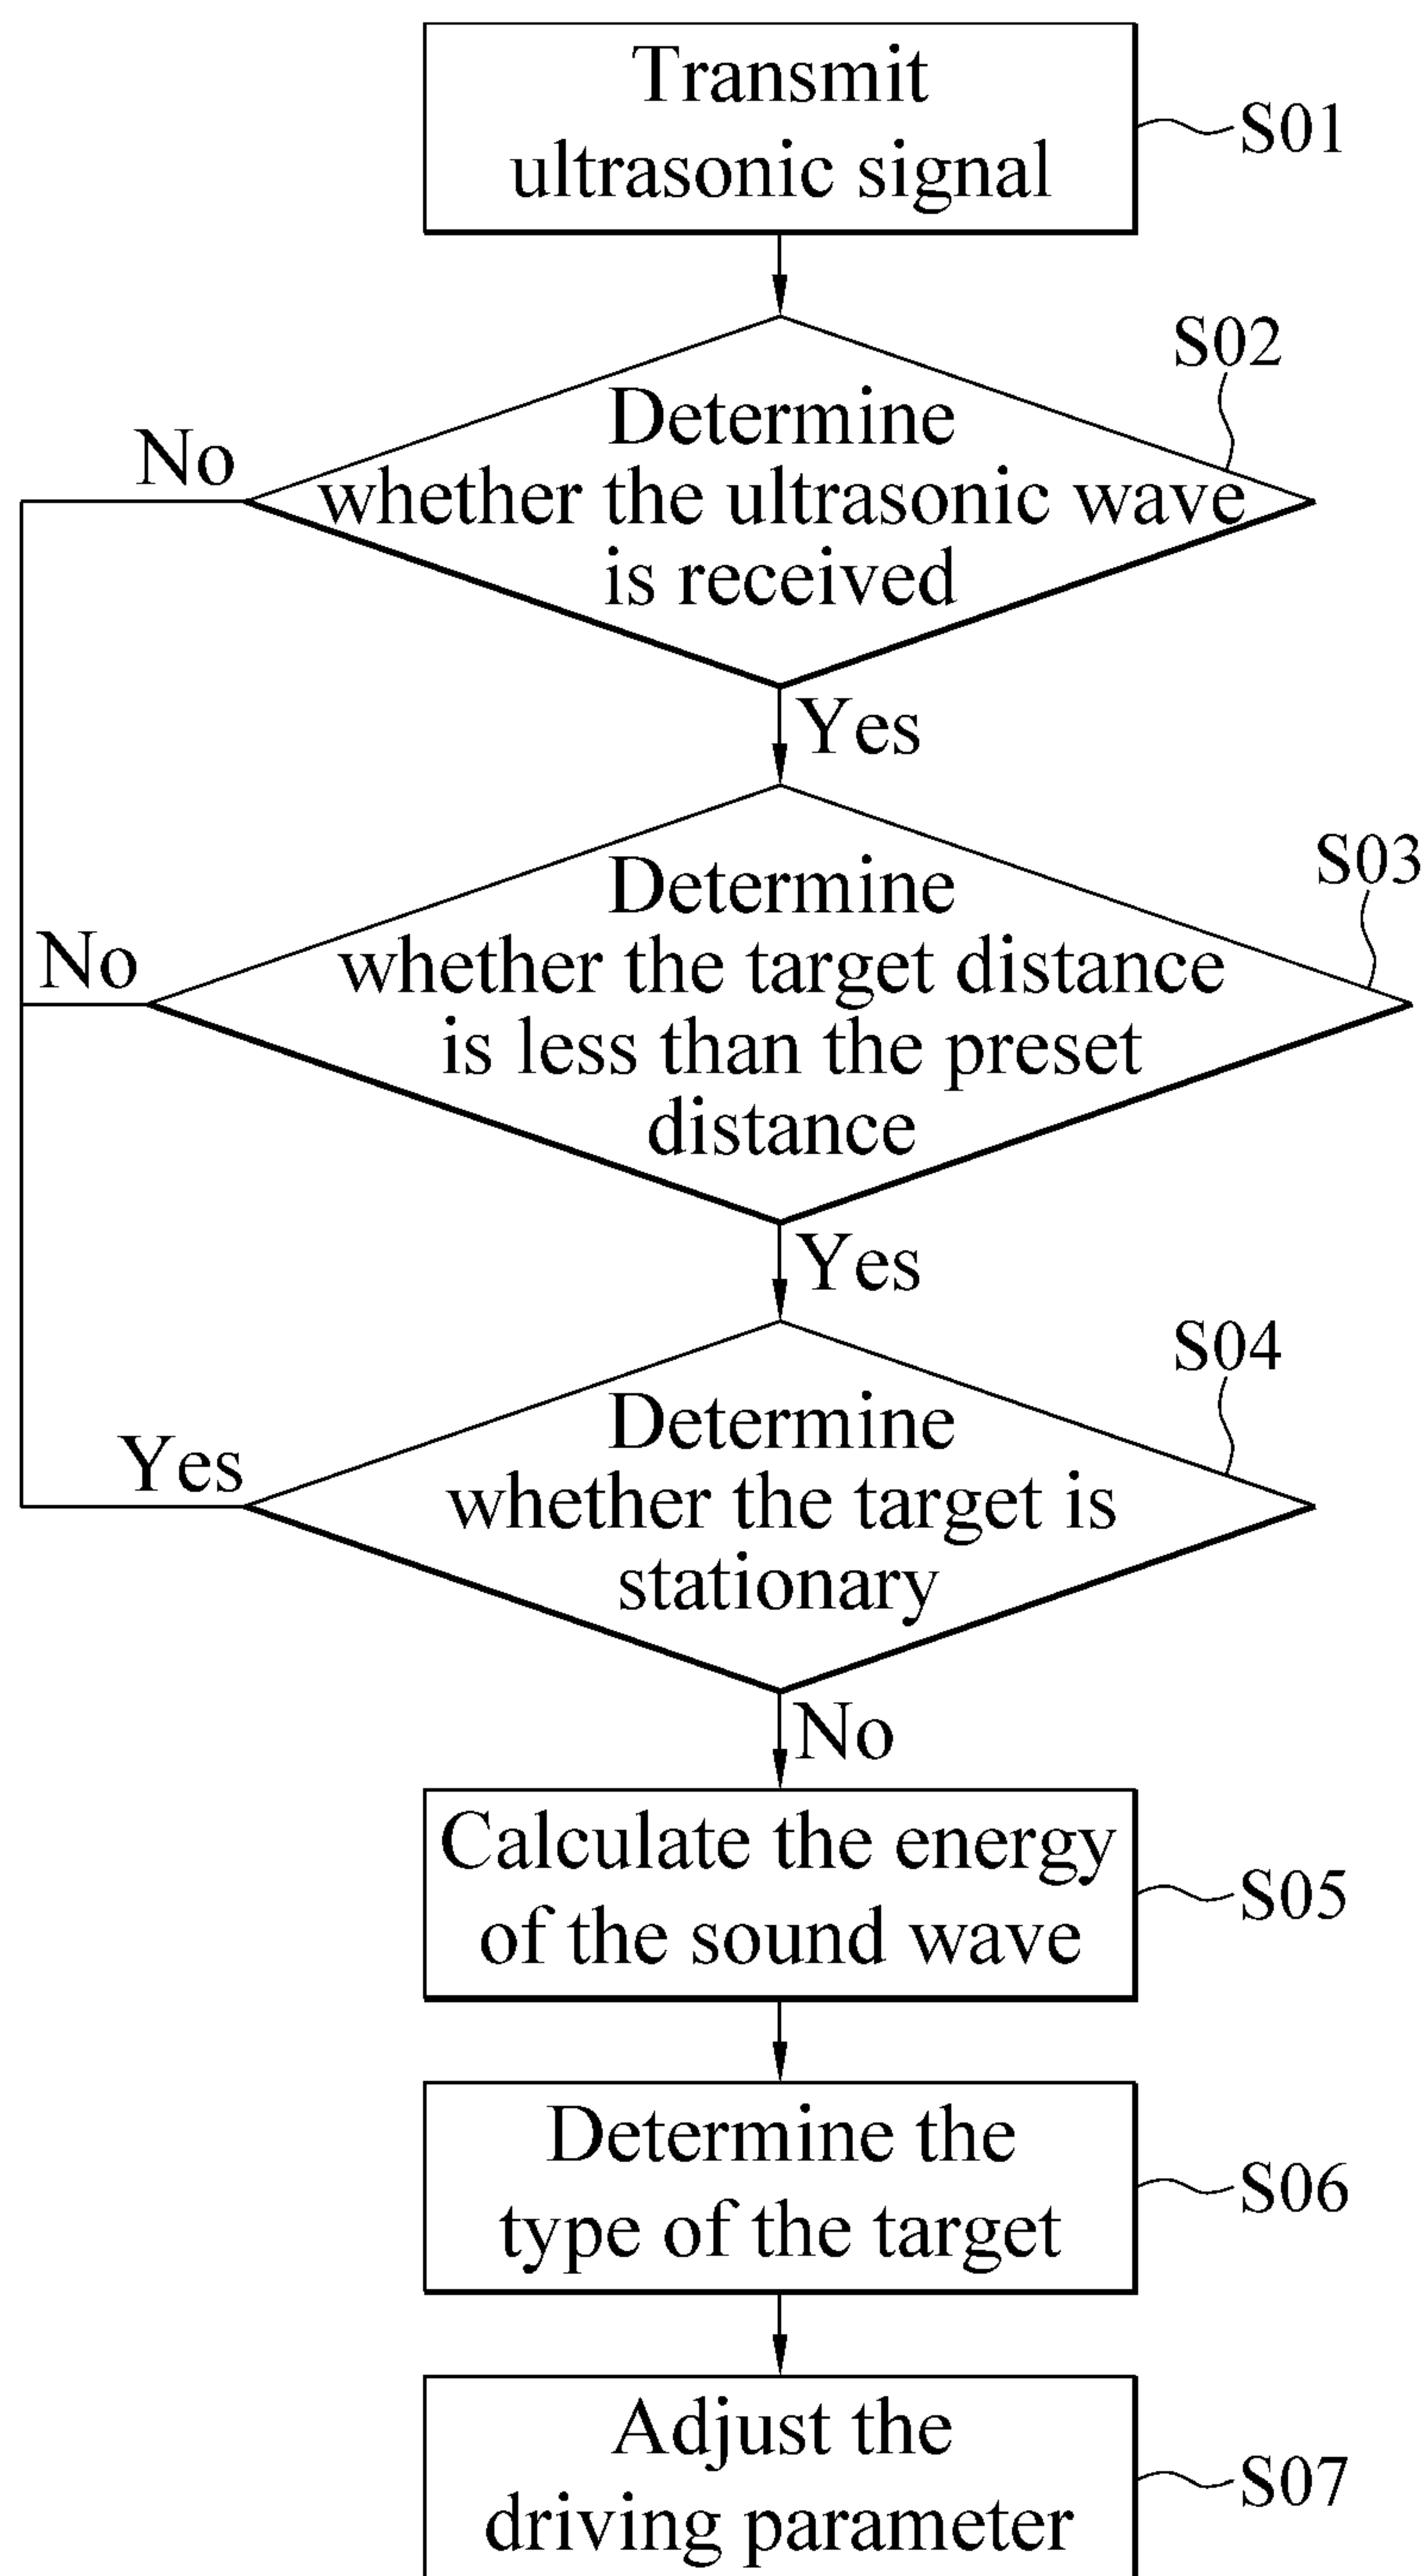 Transmit
ultrasonic signal
S01
S02
Determine
whether the ultrasonic wave
is received
No
Yes
S03
Determine
whether the target distance
is less than the preset
distance
No
Yes
S04
Determine
whether the target is
stationary
Yes
No
Calculate the energy
of the sound wave
S05
Determine the
type of the target
S06
Adjust the
driving parameter
S07